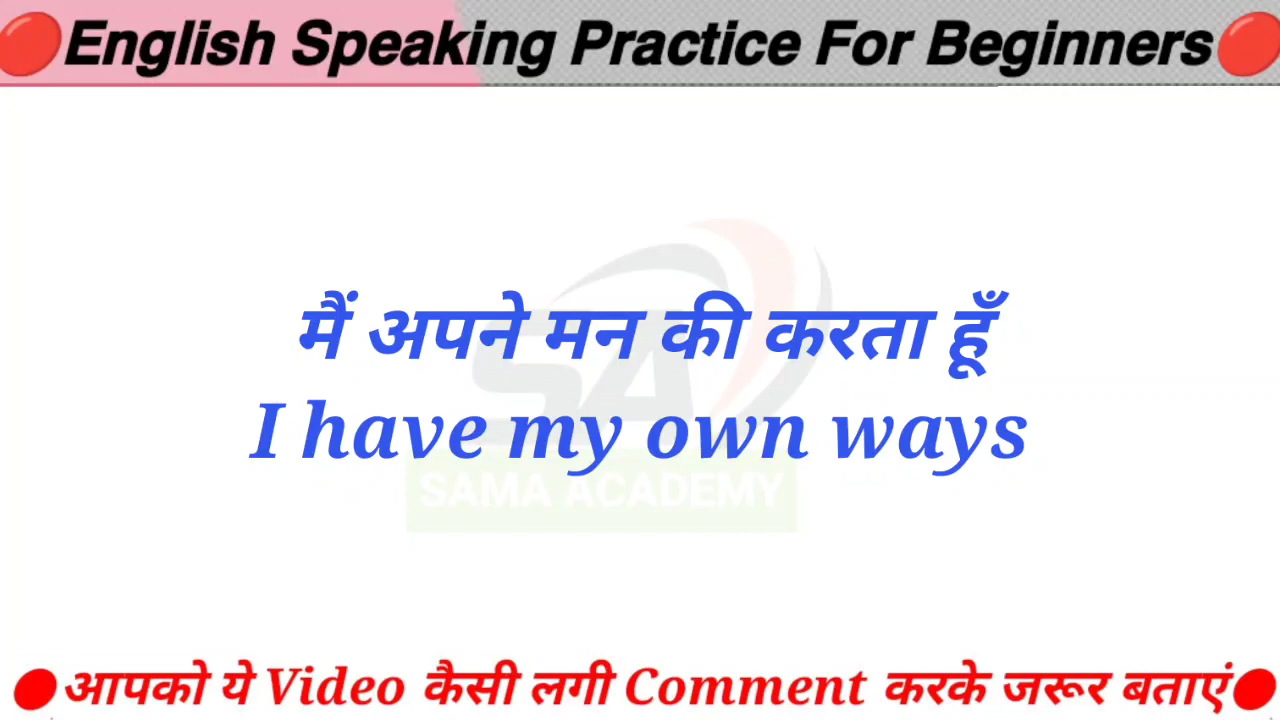 English Speaking Practice For Beginners
मैं अपने मन की करता हूँ
I have my own ways
SA
SAMA ACADEMY
आपको ये Video कैसी लगी Comment करके जरूर बताएं